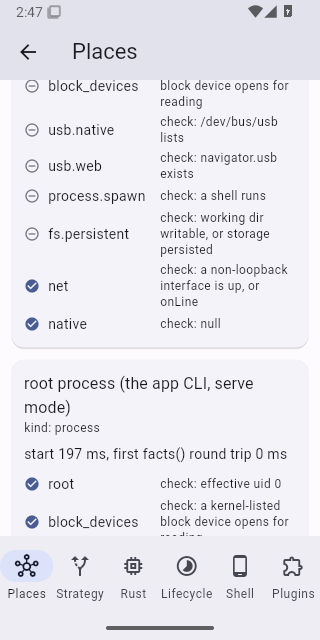 2:47
Places
block_devices
block device opens for
reading
usb.native
check: /dev/bus/usb
lists
usb.web
check: navigator.usb
exists
process.spawn
check: a shell runs
fs.persistent
check: working dir
writable, or storage
persisted
net
check: a non-loopback
interface is up, or
onLine
native
check: null
root process (the app CLI, serve
mode)
kind: process
start 197 ms, first facts() round trip 0 ms
root
check: effective uid 0
block_devices
check: a kernel-listed
block device opens for
reading
Places
Strategy
Rust
Lifecycle
Shell
Plugins